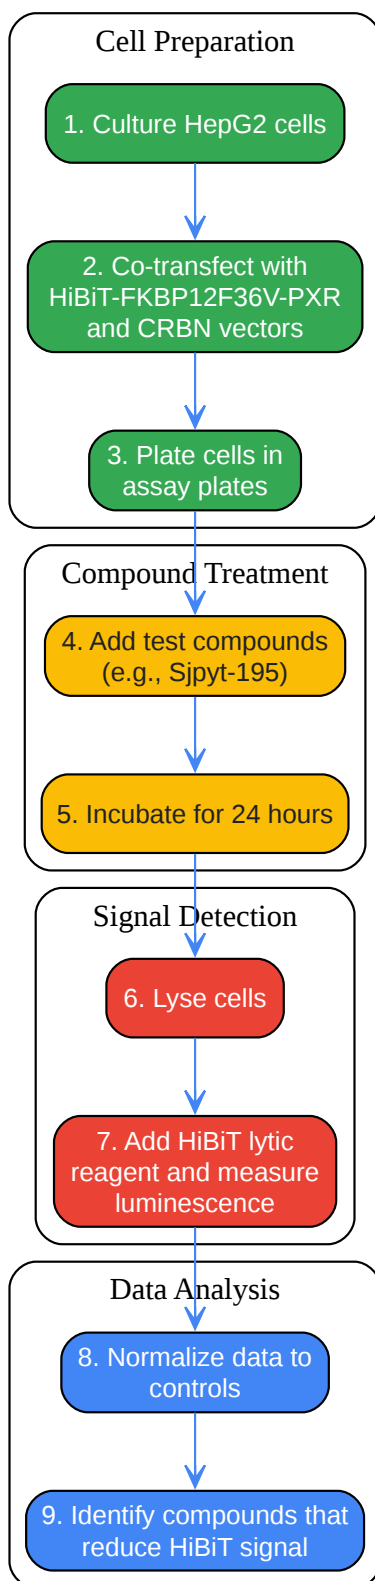 Cell Preparation
1. Culture HepG2 cells
2. Co-transfect with
HiBiT-FKBP12F36V-PXR
and CRBN vectors
3. Plate cells in
assay plates
Compound Treatment
4. Add test compounds
(e.g., Sjpyt-195)
5. Incubate for 24 hours
Signal Detection
6. Lyse cells
7. Add HiBiT lytic
reagent and measure
luminescence
Data Analysis
8. Normalize data to
controls
9. Identify compounds that
reduce HiBiT signal